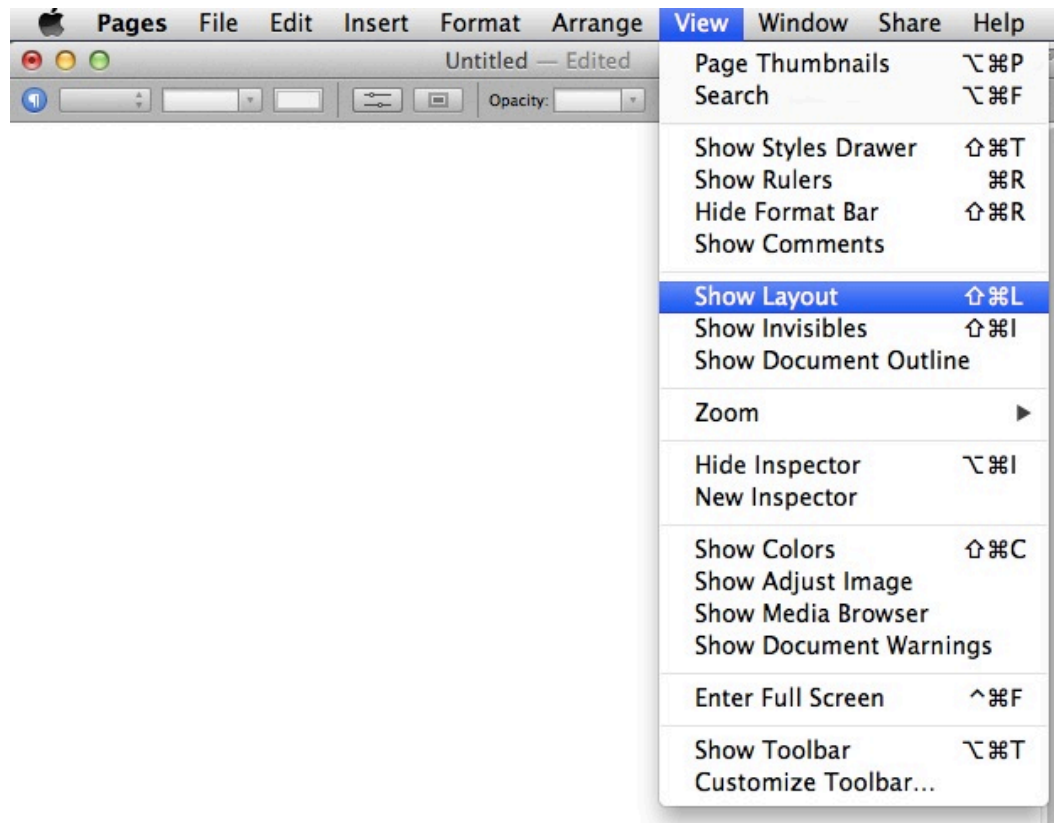 Pages File Edit Insert Format Arrange View Window Share Help
Untitled — Edited
Opacity:
Page Thumbnails ⌥⌘P
Search ⌥⌘F
Show Styles Drawer ⇧⌘T
Show Rulers ⌘R
Hide Format Bar ⇧⌘R
Show Comments
Show Layout ⇧⌘L
Show Invisibles ⇧⌘I
Show Document Outline
Zoom ▶
Hide Inspector ⌥⌘I
New Inspector
Show Colors ⇧⌘C
Show Adjust Image
Show Media Browser
Show Document Warnings
Enter Full Screen ^⌘F
Show Toolbar ⌥⌘T
Customize Toolbar...